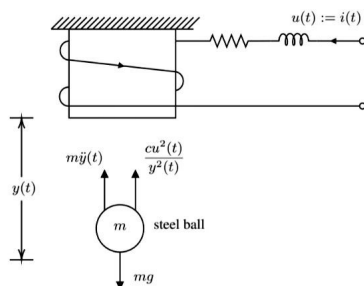 u(t) := i(t)
mÿ(t)
cu²(t)/y²(t)
y(t)
m
steel ball
mg